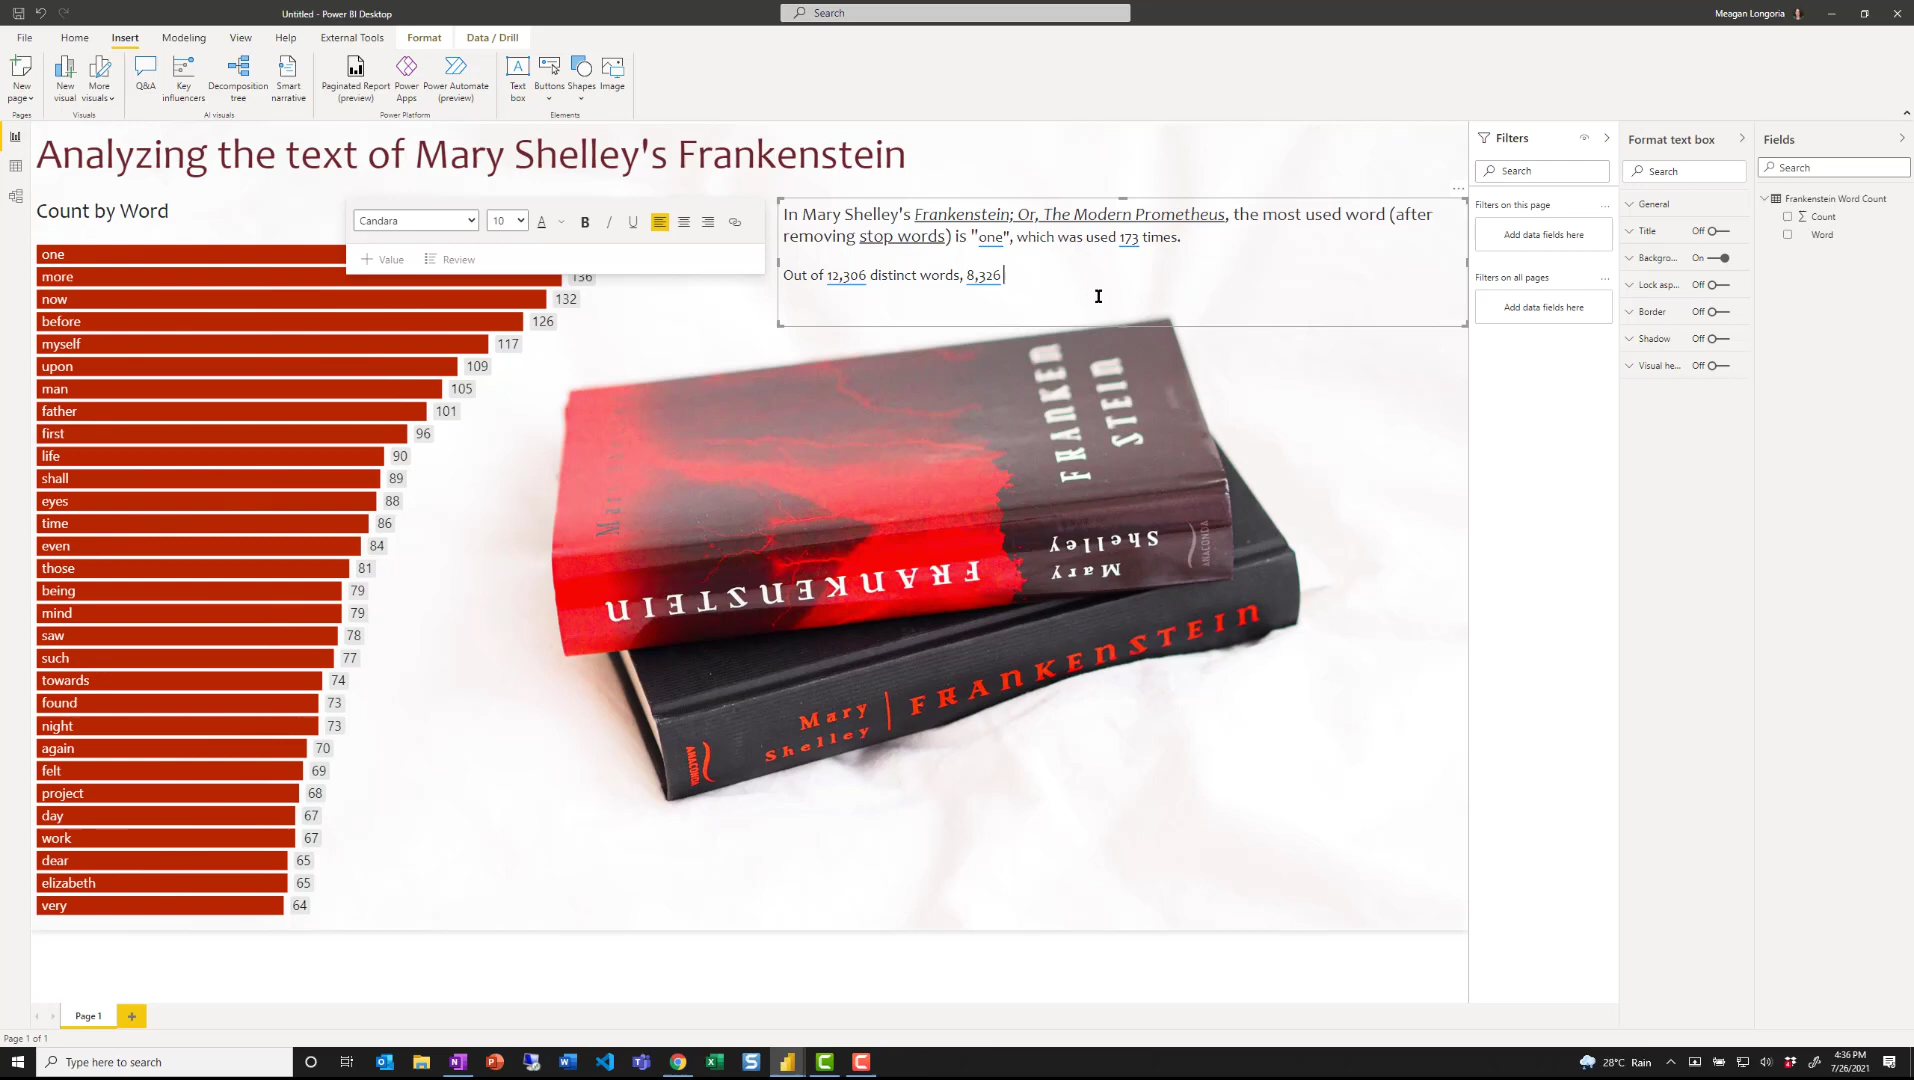 Untitled - Power BI Desktop
Search
Meagan Longoria
File Home Insert Modeling View Help External Tools Format Data / Drill
New page
New visual
More visuals
Q&A
Key influencers
Decomposition tree
Smart narrative
Paginated Report (preview)
Power Apps
Power Automate (preview)
Text box
Buttons
Shapes
Image
Pages
Visuals
AI visuals
Power Platform
Elements
Analyzing the text of Mary Shelley's Frankenstein
Count by Word
Candara 10
Value Review
In Mary Shelley's Frankenstein; Or, The Modern Prometheus, the most used word (after
removing stop words) is "one", which was used 173 times.
Out of 12,306 distinct words, 8,326
one
more 136
now 132
before 126
myself 117
upon 109
man 105
father 101
first 96
life 90
shall 89
eyes 88
time 86
even 84
those 81
being 79
mind 79
saw 78
such 77
towards 74
found 73
night 73
again 70
felt 69
project 68
day 67
work 67
dear 65
elizabeth 65
very 64
FRANKEN
STEIN
Mary
Shelley
ANACONDA
FRANKENSTEIN
Mary
Shelley
FRANKENSTEIN
ANACONDA
Filters
Search
Filters on this page
Add data fields here
Filters on all pages
Add data fields here
Format text box
Search
General
Title Off
Backgro... On
Lock asp... Off
Border Off
Shadow Off
Visual he... Off
Fields
Search
Frankenstein Word Count
Count
Word
Page 1
Page 1 of 1
Type here to search
28°C Rain
4:36 PM
7/26/2021